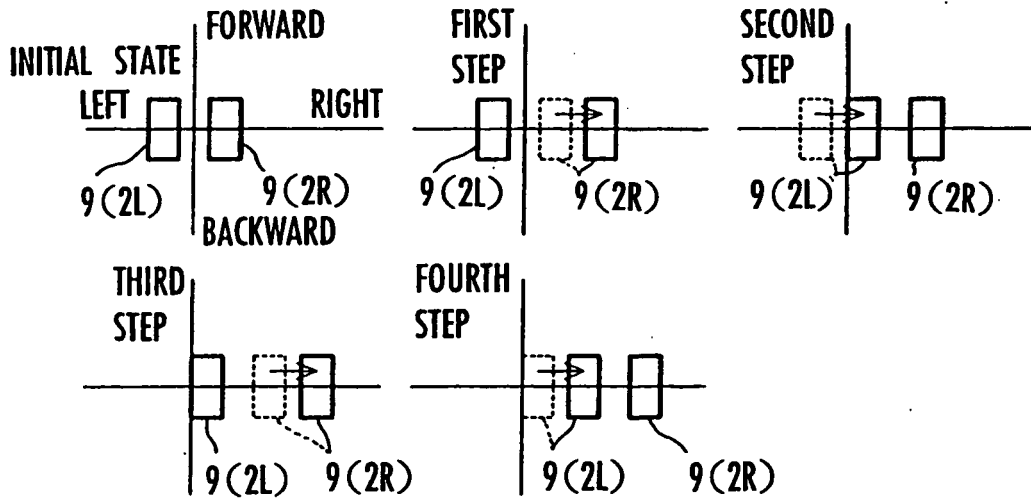 INITIAL STATE
FORWARD
LEFT
RIGHT
9(2L)
9(2R)
BACKWARD
FIRST
STEP
9(2L)
9(2R)
SECOND
STEP
9(2L)
9(2R)
THIRD
STEP
9(2L)
9(2R)
FOURTH
STEP
9(2L)
9(2R)